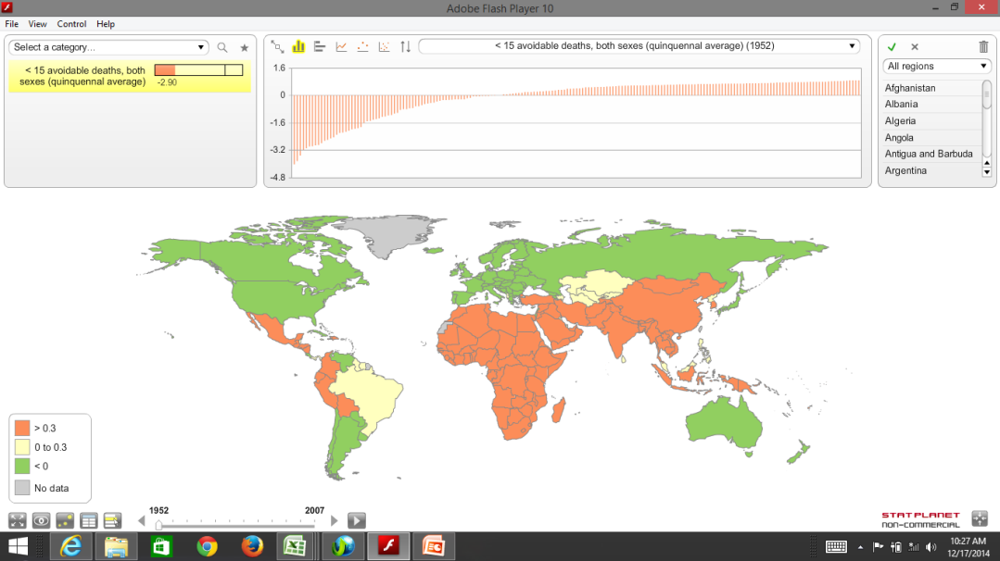 Adobe Flash Player 10
File View Control Help
Select a category...
< 15 avoidable deaths, both
sexes (quinquennial average)
-2.90
< 15 avoidable deaths, both sexes (quinquennial average) (1952)
1.6
0
-1.6
-3.2
-4.8
All regions
Afghanistan
Albania
Algeria
Angola
Antigua and Barbuda
Argentina
> 0.3
0 to 0.3
< 0
No data
1952 2007
STATPLANET
NON-COMMERCIAL
10:27 AM
12/17/2014